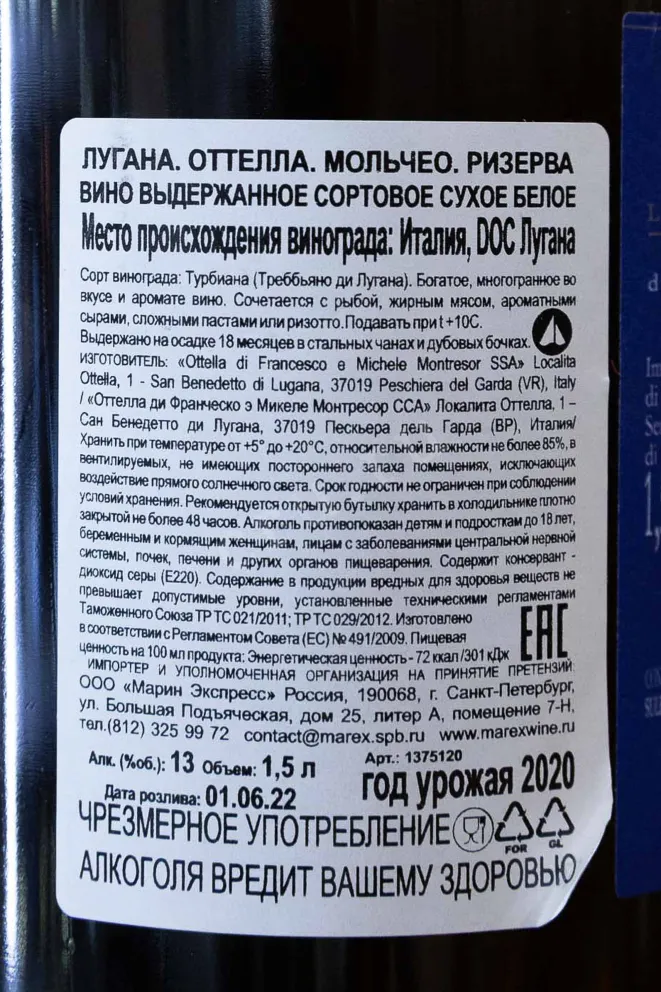 ЛУГАНА. ОТТЕЛЛА. МОЛЬЧЕО. РИЗЕРВА
ВИНО ВЫДЕРЖАННОЕ СОРТОВОЕ СУХОЕ БЕЛОЕ
Место происхождения винограда: Италия, DOC Лугана
Сорт винограда: Турбиана (Треббьяно ди Лугана). Богатое, многогранное во
вкусе и аромате вино. Сочетается с рыбой, жирным мясом, ароматными
сырами, сложными пастами или ризотто.Подавать при t +10C.
Выдержано на осадке 18 месяцев в стальных чанах и дубовых бочках.
ИЗГОТОВИТЕЛЬ: «Ottella di Francesco e Michele Montresor SSA» Localita
Ottella, 1 - San Benedetto di Lugana, 37019 Peschiera del Garda (VR), Italy
/ «Оттелла ди Франческо э Микеле Монтресор ССА» Локалита Оттелла, 1 –
Сан Бенедетто ди Лугана, 37019 Пескьера дель Гарда (ВР), Италия/
Хранить при температуре от +5° до +20°С, относительной влажности не более 85%, в
вентилируемых, не имеющих постороннего запаха помещениях, исключающих
воздействие прямого солнечного света. Срок годности не ограничен при соблюдении
условий хранения. Рекомендуется открытую бутылку хранить в холодильнике плотно
закрытой не более 48 часов. Алкоголь противопоказан детям и подросткам до 18 лет,
беременным и кормящим женщинам, лицам с заболеваниями центральной нервной
системы, почек, печени и других органов пищеварения. Содержит консервант -
диоксид серы (Е220). Содержание в продукции вредных для здоровья веществ не
превышает допустимые уровни, установленные техническими регламентами
Таможенного Союза ТР ТС 021/2011; ТР ТС 029/2012. Изготовлено
в соответствии с Регламентом Совета (ЕС) № 491/2009. Пищевая
ценность на 100 мл продукта: Энергетическая ценность - 72 ккал /301 кДж
EAC
ИМПОРТЕР И УПОЛНОМОЧЕННАЯ ОРГАНИЗАЦИЯ НА ПРИНЯТИЕ ПРЕТЕНЗИЙ:
ООО «Марин Экспресс» Россия, 190068, г. Санкт-Петербург,
ул. Большая Подъяческая, дом 25, литер А, помещение 7-Н,
тел.(812) 325 99 72 contact@marex.spb.ru www.marexwine.ru
Алк. (%об.): 13 Объем: 1,5 л
Арт.: 1375120
Дата розлива: 01.06.22
год урожая 2020
ЧРЕЗМЕРНОЕ УПОТРЕБЛЕНИЕ
FOR
GL
АЛКОГОЛЯ ВРЕДИТ ВАШЕМУ ЗДОРОВЬЮ